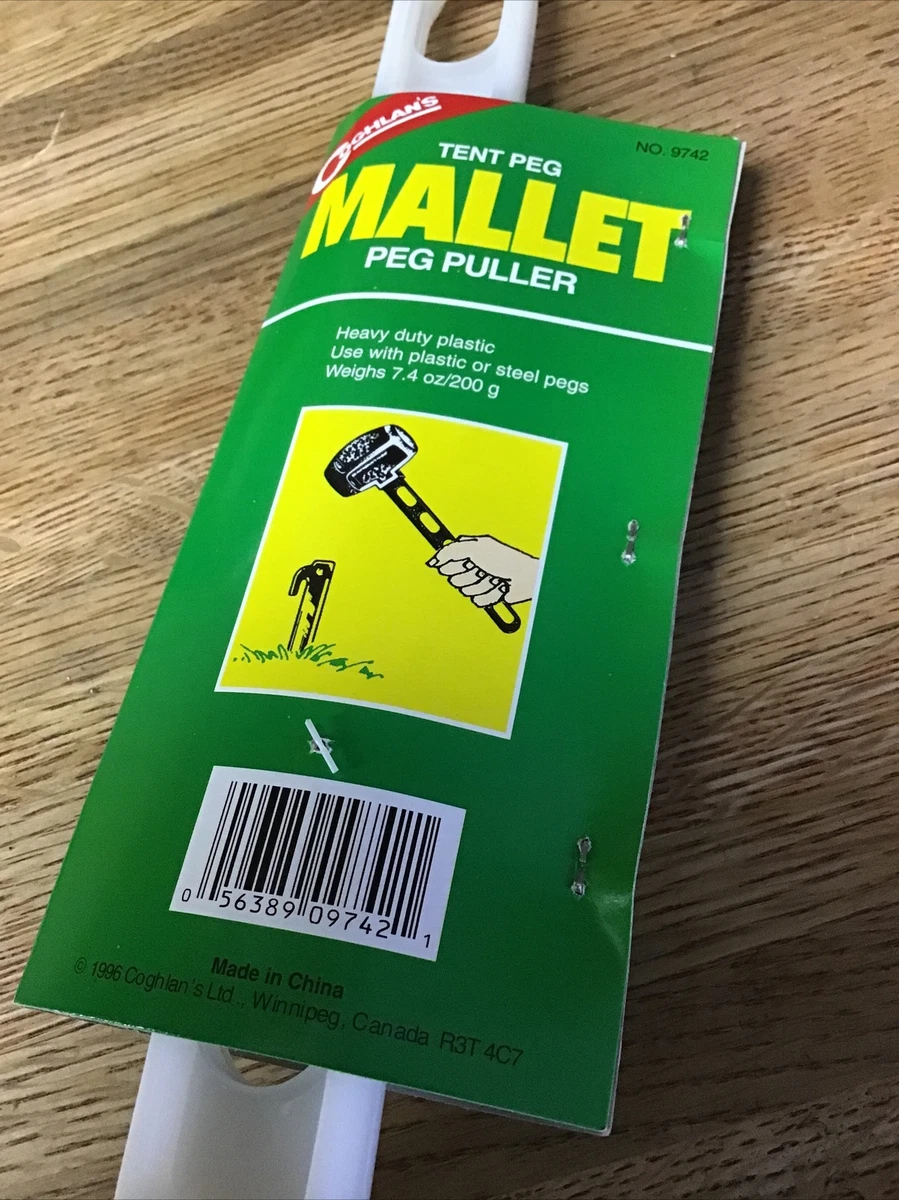 COGHLAN'S
NO. 9742
TENT PEG
MALLET
PEG PULLER
Heavy duty plastic
Use with plastic or steel pegs
Weighs 7.4 oz/200 g
0 56389 09742 1
Made in China
© 1996 Coghlan's Ltd., Winnipeg, Canada R3T 4C7